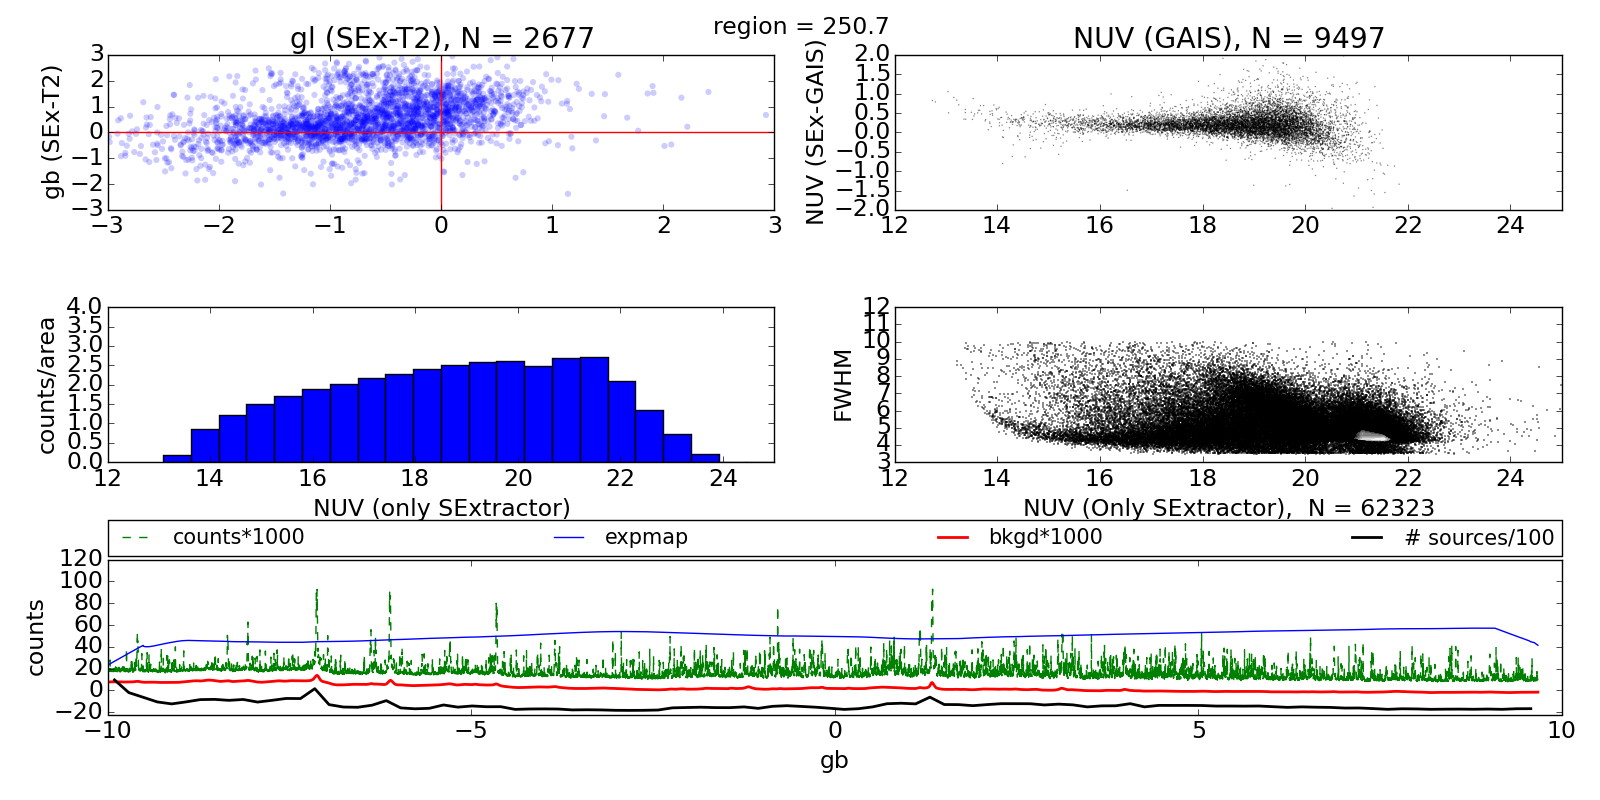 region = 250.7
gl (SEx-T2), N = 2677
gb (SEx-T2)
3
2
1
0
−1
−2
−3
−3 −2 −1 0 1 2 3
NUV (GAIS), N = 9497
NUV (SEx-GAIS)
2.0
1.5
1.0
0.5
0.0
−0.5
−1.0
−1.5
−2.0
12 14 16 18 20 22 24
counts/area
4.0
3.5
3.0
2.5
2.0
1.5
1.0
0.5
0.0
12 14 16 18 20 22 24
NUV (only SExtractor)
FWHM
12
11
10
9
8
7
6
5
4
3
12 14 16 18 20 22 24
NUV (Only SExtractor), N = 62323
counts*1000 expmap bkgd*1000 # sources/100
counts
120
100
80
60
40
20
0
−20
−10 −5 0 5 10
gb